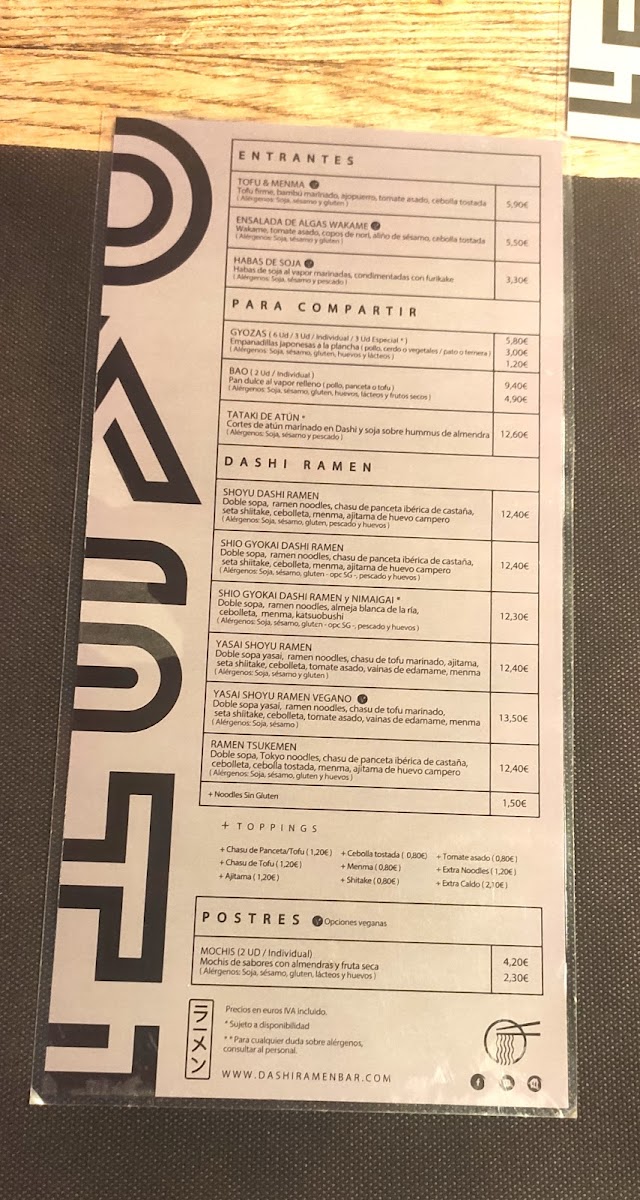 ENTRANTES
TOFU & MENMA
Tofu firme, bambú marinado, ajopuerro, tomate asado, cebolla tostada
( Alérgenos: Soja, sésamo y gluten )
5,90€
ENSALADA DE ALGAS WAKAME
Wakame, tomate asado, copos de nori, aliño de sésamo, cebolla tostada
(Alérgenos: Soja, sésamo y gluten )
5,50€
HABAS DE SOJA
Habas de soja al vapor marinadas, condimentadas con furikake
(Alérgenos: Soja, sésamo y pescado )
3,30€
PARA COMPARTIR
GYOZAS ( 6 Ud / 3 Ud / Individual / 3 Ud Especial * )
Empanadillas japonesas a la plancha ( pollo, cerdo o vegetales / pato o ternera )
( Alérgenos: Soja, sésamo, gluten, huevos y lácteos )
5,80€
3,00€
1,20€
BAO ( 2 Ud / Individual )
Pan dulce al vapor relleno ( pollo, panceta o tofu )
(Alérgenos: Soja, sésamo, gluten, huevos, lácteos y frutos secos )
9,40€
4,90€
TATAKI DE ATÚN *
Cortes de atún marinado en Dashi y soja sobre hummus de almendra
( Alérgenos: Soja, sésamo y pescado )
12,60€
DASHI RAMEN
SHOYU DASHI RAMEN
Doble sopa, ramen noodles, chasu de panceta ibérica de castaña,
seta shiitake, cebolleta, menma, ajitama de huevo campero
( Alérgenos: Soja, sésamo, gluten, pescado y huevos )
12,40€
SHIO GYOKAI DASHI RAMEN
Doble sopa, ramen noodles, chasu de panceta ibérica de castaña,
seta shiitake, cebolleta, menma, ajitama de huevo campero
( Alérgenos: Soja, sésamo, gluten - opc SG -, pescado y huevos )
12,40€
SHIO GYOKAI DASHI RAMEN y NIMAIGAI *
Doble sopa, ramen noodles, almeja blanca de la ría,
cebolleta, menma, katsuobushi
( Alérgenos: Soja, sésamo, gluten - opc SG -, pescado y huevos )
12,30€
YASAI SHOYU RAMEN
Doble sopa yasai, ramen noodles, chasu de tofu marinado, ajitama,
seta shiitake, cebolleta, tomate asado, vainas de edamame, menma
(Alérgenos: Soja, sésamo y gluten )
12,40€
YASAI SHOYU RAMEN VEGANO
Doble sopa yasai, ramen noodles, chasu de tofu marinado,
seta shiitake, cebolleta, tomate asado, vainas de edamame, menma
(Alérgenos: Soja, sésamo )
13,50€
RAMEN TSUKEMEN
Doble sopa, Tokyo noodles, chasu de panceta ibérica de castaña,
cebolleta, cebolla tostada, menma, ajitama de huevo campero
( Alérgenos: Soja, sésamo, gluten y huevos )
12,40€
+ Noodles Sin Gluten
1,50€
+ TOPPINGS
+ Chasu de Panceta/Tofu ( 1,20€ ) + Cebolla tostada ( 0,80€) + Tomate asado ( 0,80€)
+ Chasu de Tofu ( 1,20€) + Menma ( 0,80€) + Extra Noodles ( 1,20€)
+ Ajitama ( 1,20€) + Shitake ( 0,80€) + Extra Caldo ( 2,10€)
POSTRES Opciones veganas
MOCHIS (2 UD / Individual)
Mochis de sabores con almendras y fruta seca
( Alérgenos: Soja, sésamo, gluten, lácteos y huevos )
4,20€
2,30€
ラーメン
Precios en euros IVA incluido.
* Sujeto a disponibilidad
* * Para cualquier duda sobre alérgenos,
consultar al personal.
WWW.DASHIRAMENBAR.COM